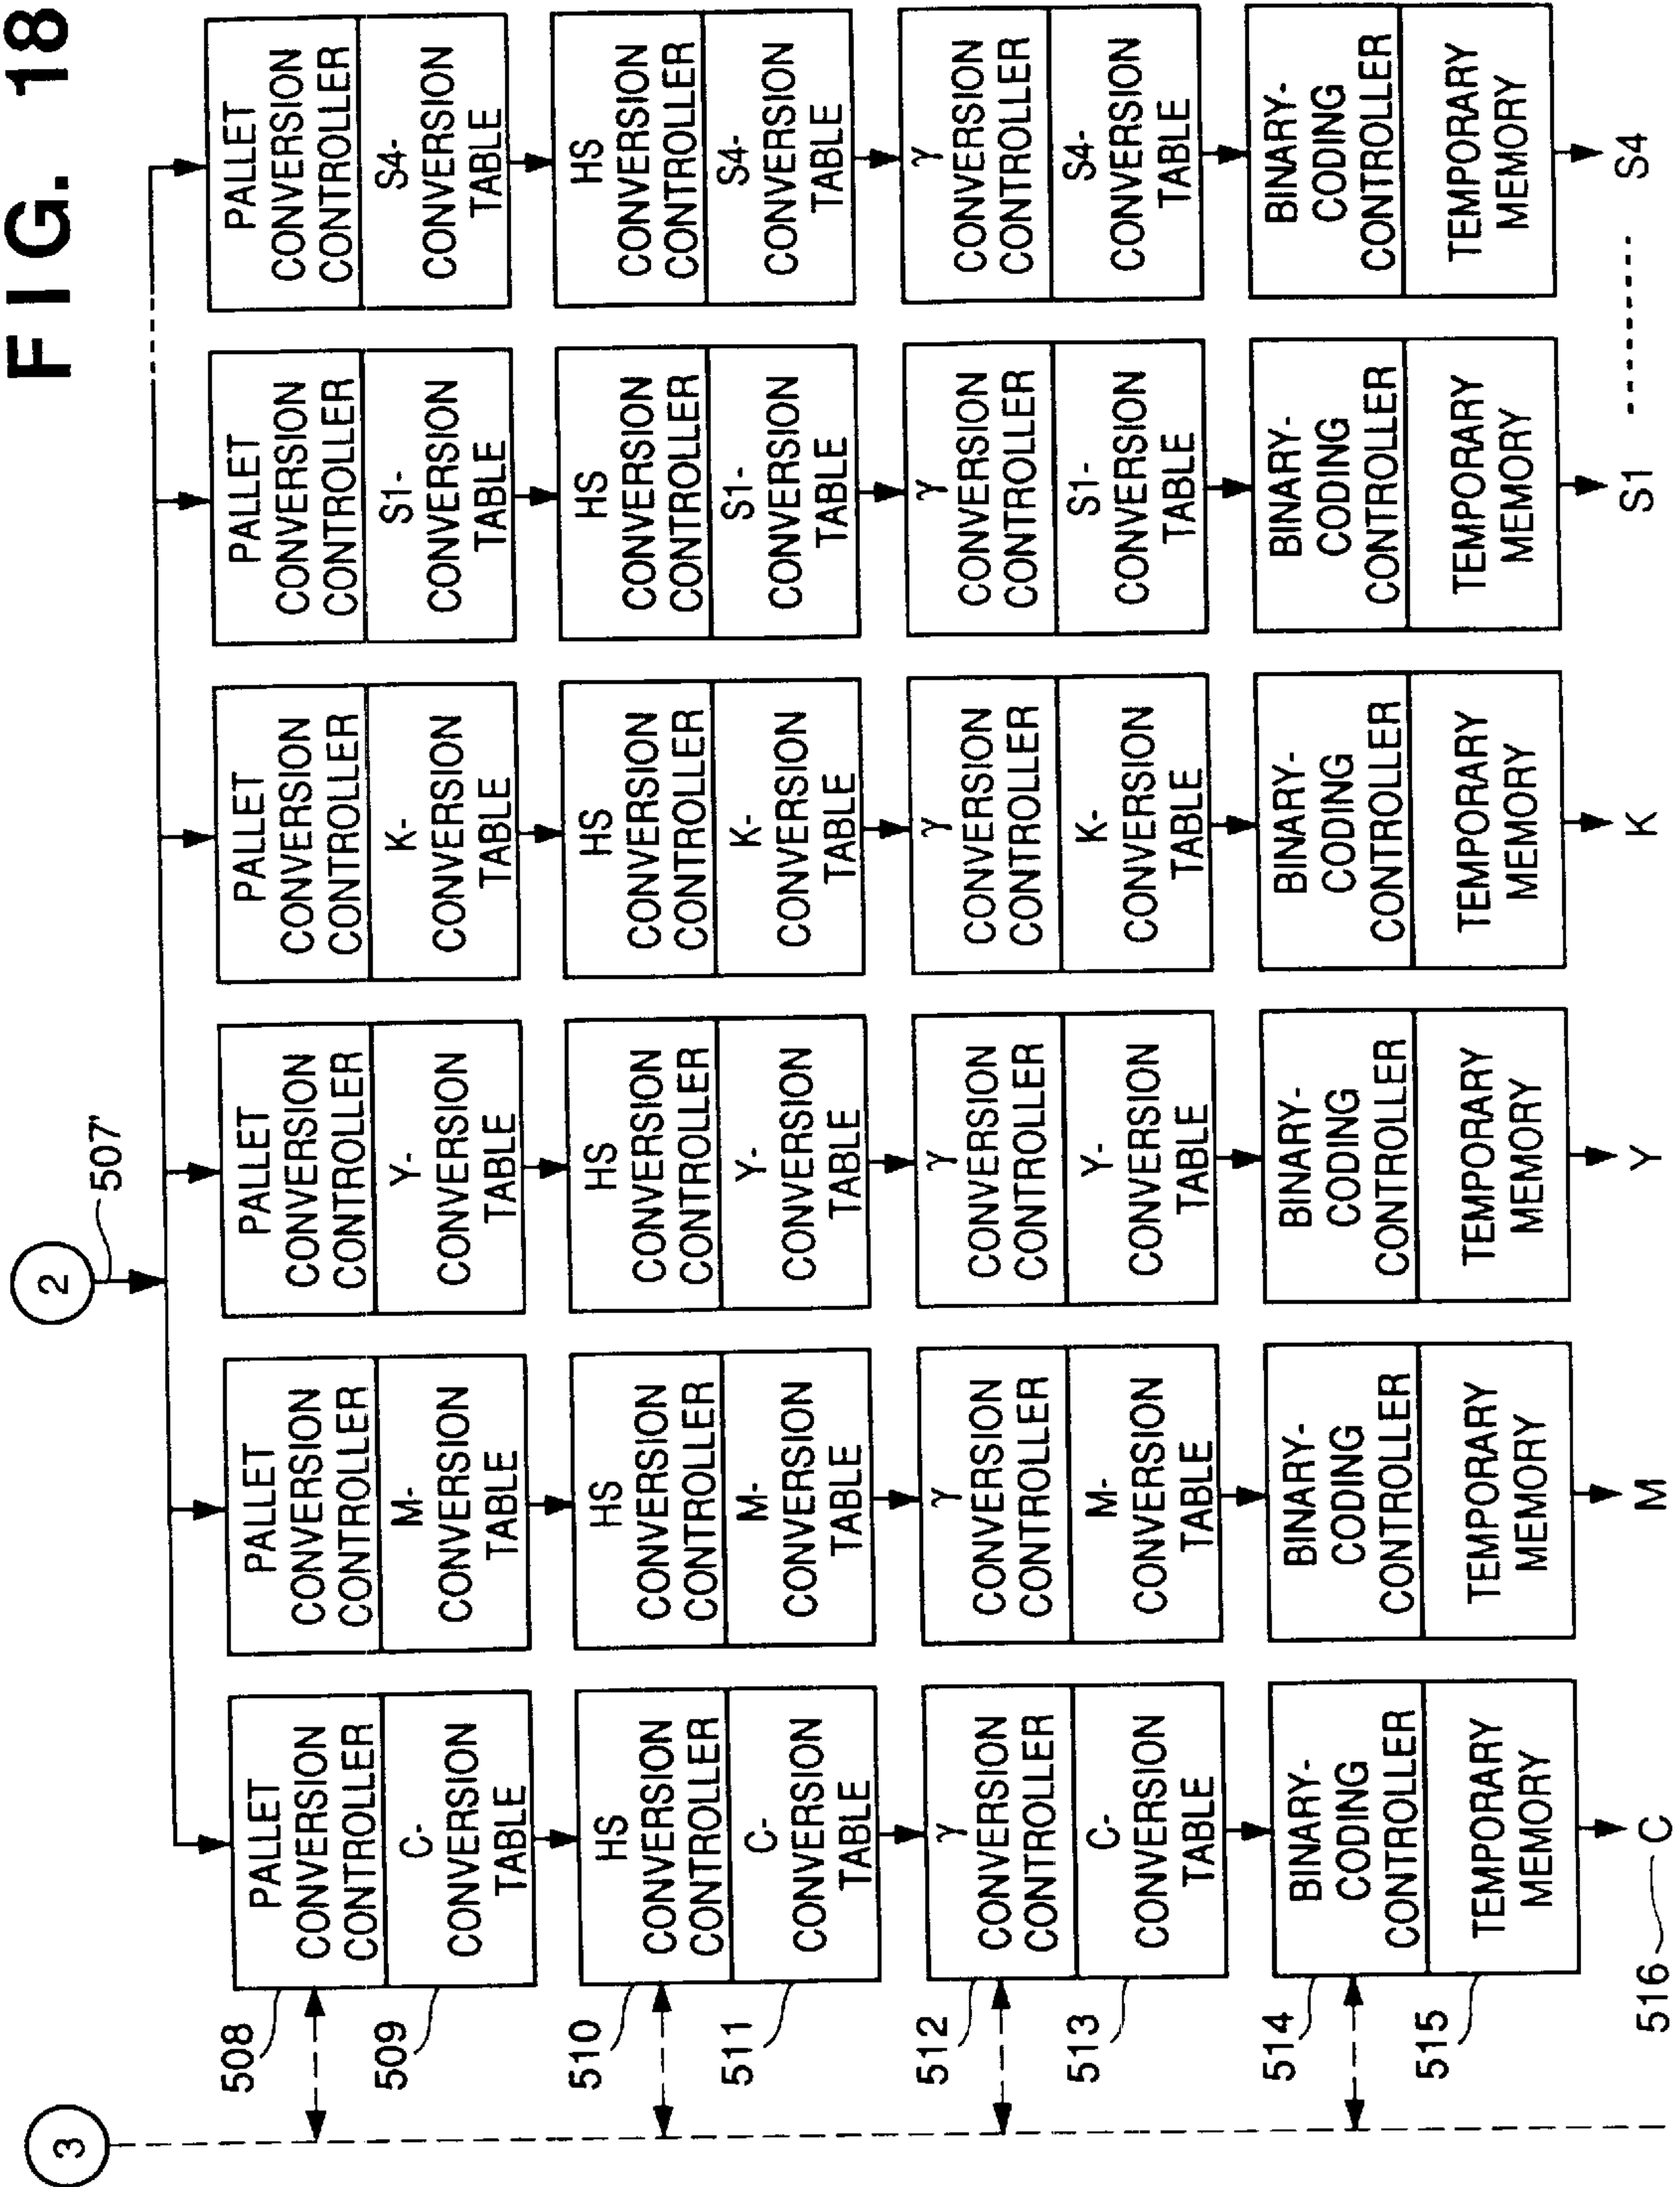 FIG. 18
3
2
507'
508
PALLET
CONVERSION
CONTROLLER
PALLET
CONVERSION
CONTROLLER
PALLET
CONVERSION
CONTROLLER
PALLET
CONVERSION
CONTROLLER
PALLET
CONVERSION
CONTROLLER
PALLET
CONVERSION
CONTROLLER
509
C-
CONVERSION
TABLE
M-
CONVERSION
TABLE
Y-
CONVERSION
TABLE
K-
CONVERSION
TABLE
S1-
CONVERSION
TABLE
S4-
CONVERSION
TABLE
510
HS
CONVERSION
CONTROLLER
HS
CONVERSION
CONTROLLER
HS
CONVERSION
CONTROLLER
HS
CONVERSION
CONTROLLER
HS
CONVERSION
CONTROLLER
HS
CONVERSION
CONTROLLER
511
C-
CONVERSION
TABLE
M-
CONVERSION
TABLE
Y-
CONVERSION
TABLE
K-
CONVERSION
TABLE
S1-
CONVERSION
TABLE
S4-
CONVERSION
TABLE
512
γ
CONVERSION
CONTROLLER
γ
CONVERSION
CONTROLLER
γ
CONVERSION
CONTROLLER
γ
CONVERSION
CONTROLLER
γ
CONVERSION
CONTROLLER
γ
CONVERSION
CONTROLLER
513
C-
CONVERSION
TABLE
M-
CONVERSION
TABLE
Y-
CONVERSION
TABLE
K-
CONVERSION
TABLE
S1-
CONVERSION
TABLE
S4-
CONVERSION
TABLE
514
BINARY-
CODING
CONTROLLER
BINARY-
CODING
CONTROLLER
BINARY-
CODING
CONTROLLER
BINARY-
CODING
CONTROLLER
BINARY-
CODING
CONTROLLER
BINARY-
CODING
CONTROLLER
515
TEMPORARY
MEMORY
TEMPORARY
MEMORY
TEMPORARY
MEMORY
TEMPORARY
MEMORY
TEMPORARY
MEMORY
TEMPORARY
MEMORY
516 C M Y K S1 S4